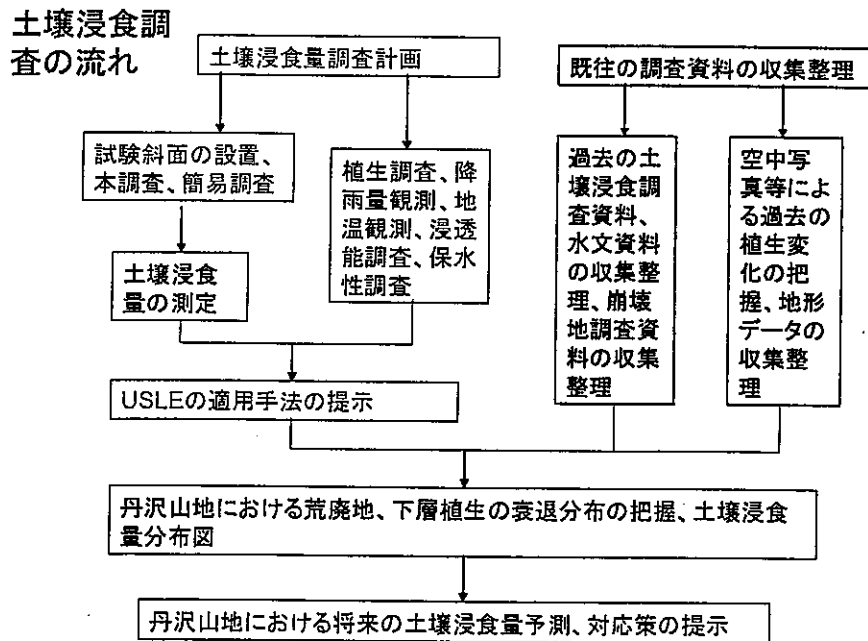 土壌浸食調
査の流れ
土壌浸食量調査計画
既往の調査資料の収集整理
試験斜面の設置、
本調査、簡易調査
植生調査、降
雨量観測、地
温観測、浸透
能調査、保水
性調査
過去の土
壌浸食調
査資料、
水文資料
の収集整
理、崩壊
地調査資
料の収集
整理
空中写
真等によ
る過去の
植生変
化の把
握、地形
データの
収集整
理
土壌浸食
量の測定
USLEの適用手法の提示
丹沢山地における荒廃地、下層植生の衰退分布の把握、土壌浸食
量分布図
丹沢山地における将来の土壌浸食量予測、対応策の提示